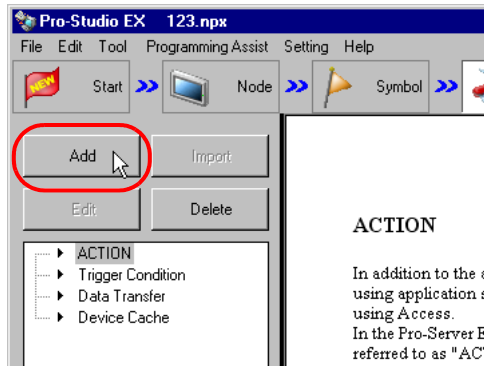 Pro-Studio EX 123.npx
File Edit Tool Programming Assist Setting Help
NEW Start Node Symbol
Add Import
Edit Delete
ACTION
Trigger Condition
Data Transfer
Device Cache
ACTION
In addition to the
using application
using Access.
In the Pro-Server
referred to as "AC